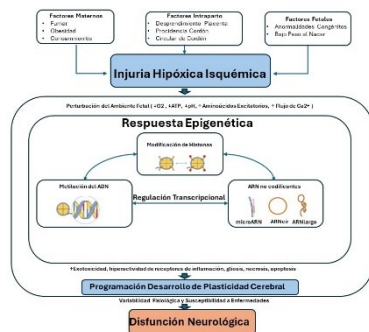 Factores Maternos
• Fumar
• Obesidad
Factores Intraparto
• Desprendimiento Placenta
• Procidencia Cordón
• Circular de Cordón
Factores Fetales
• Anormalidades Congénitas
• Bajo Peso al Nacer
Injuria Hipóxica Isquémica
Perturbación del Ambiente Fetal ( ↓O2 , ↓ATP, ↓pH, ↑ Aminoácidos Excitatorios, ↑ Flujo de Ca2+ )
Respuesta Epigenética
Modificación de Histonas
Metilación del ADN
Regulación Transcripcional
ARN no codificantes
microARN
ARNcir
ARNlargo
hiperactividad de receptores de inflamación, gliosis, necrosis, apoptosis
Programación Desarrollo de Plasticidad Cerebral
Variabilidad Fisiológica y Susceptibilidad a Enfermedades
Disfunción Neurológica